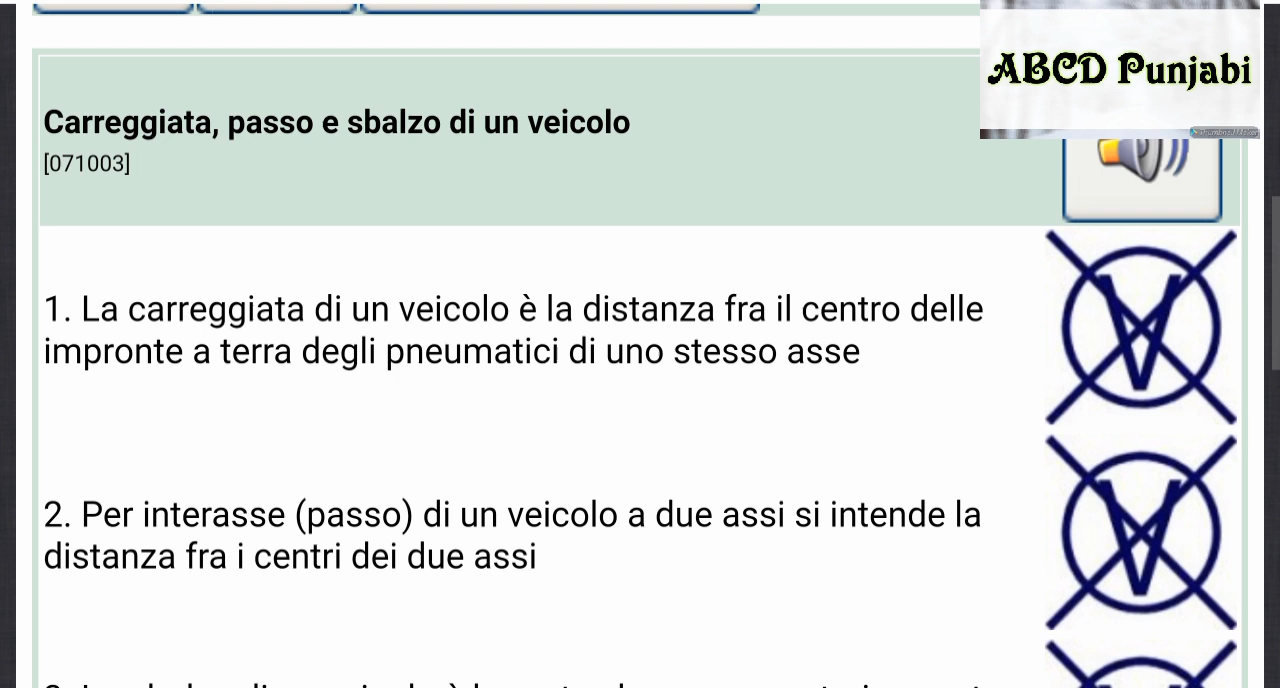 ABCD Punjabi
Carreggiata, passo e sbalzo di un veicolo
[071003]
1. La carreggiata di un veicolo è la distanza fra il centro delle
impronte a terra degli pneumatici di uno stesso asse
V
2. Per interasse (passo) di un veicolo a due assi si intende la
distanza fra i centri dei due assi
V